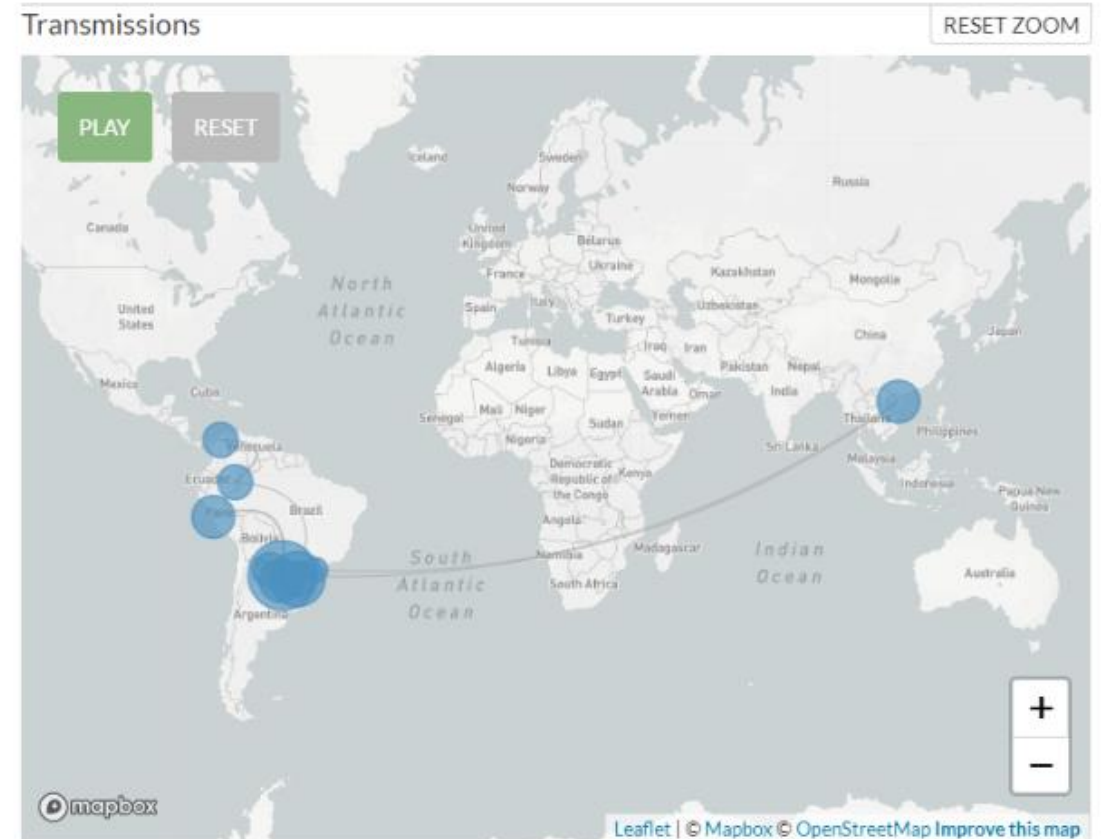 Transmissions
RESET ZOOM
PLAY
RESET
Iceland
Sweden
Russia
Norway
Canada
United
Kingdom
Belarus
Ukraine
France
Kazakhstan
Mongolia
North
Atlantic
Ocean
Spain
Italy
Uzbekistan
United
States
Turkey
China
Japan
Tunisia
Iraq
Iran
Algeria
Libya
Egypt
Saudi
Arabia
Pakistan
Nepal
Mexico
Cuba
Oman
India
Senegal
Mali
Niger
Sudan
Yemen
Thailand
Philippines
Nigeria
Venezuela
Sri Lanka
Malaysia
Democratic
Republic of
the Congo
Kenya
Indonesia
Papua New
Guinea
Brazil
Angola
Bolivia
South
Atlantic
Ocean
Namibia
Madagascar
Indian
Ocean
South Africa
Australia
Argentina
+
−
mapbox
Leaflet | © Mapbox © OpenStreetMap Improve this map